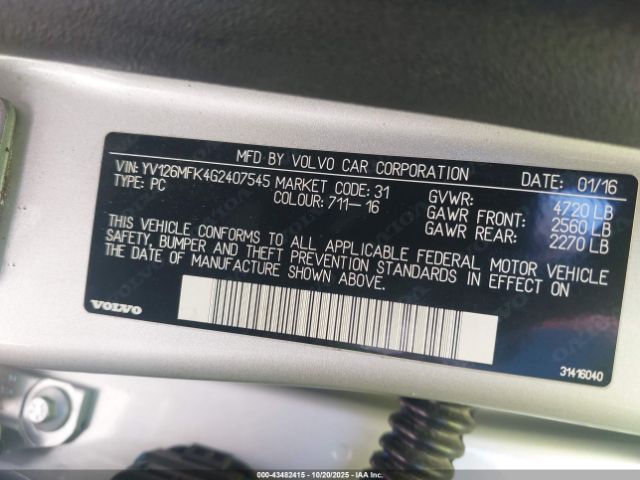 MFD BY VOLVO CAR CORPORATION DATE: 01/16
VIN: YV126MFK4G2407545 MARKET CODE: 31 GVWR: 4720 LB
TYPE: PC COLOUR: 711-16 GAWR FRONT: 2560 LB
GAWR REAR: 2270 LB
THIS VEHICLE CONFORMS TO ALL APPLICABLE FEDERAL MOTOR VEHICLE
SAFETY, BUMPER AND THEFT PREVENTION STANDARDS IN EFFECT ON
THE DATE OF MANUFACTURE SHOWN ABOVE.
VOLVO
31416040
000-43482415 - 10/20/2025 - IAAI.com